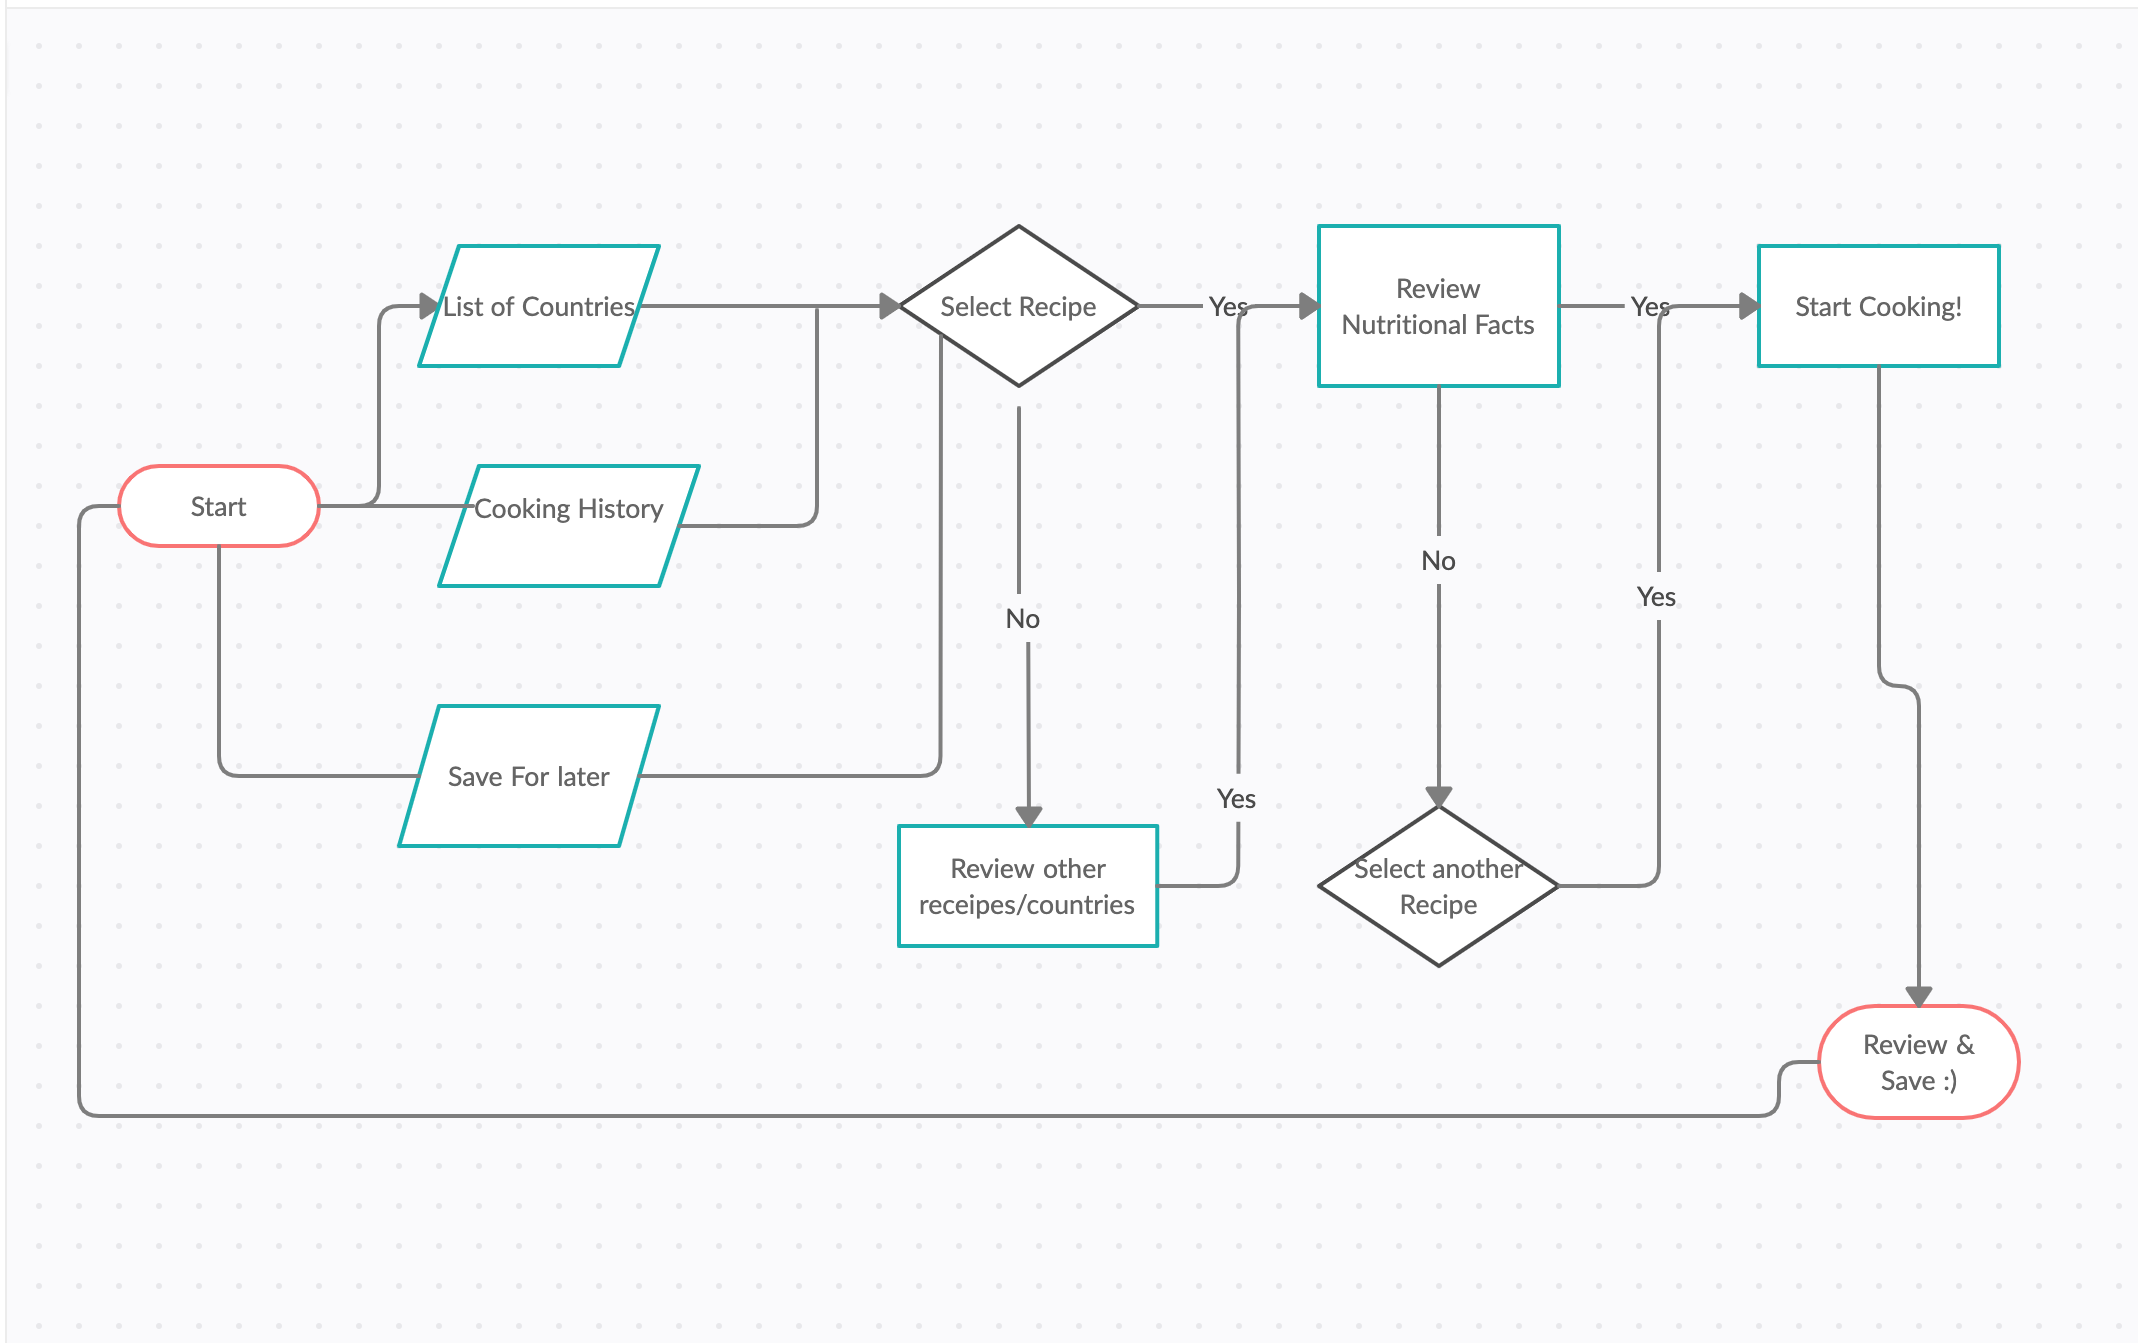 List of Countries
Select Recipe
Yes
Review
Nutritional Facts
Yes
Start Cooking!
Start
Cooking History
No
No
Yes
Save For later
Yes
Review other
receipes/countries
Select another
Recipe
Review &
Save :)